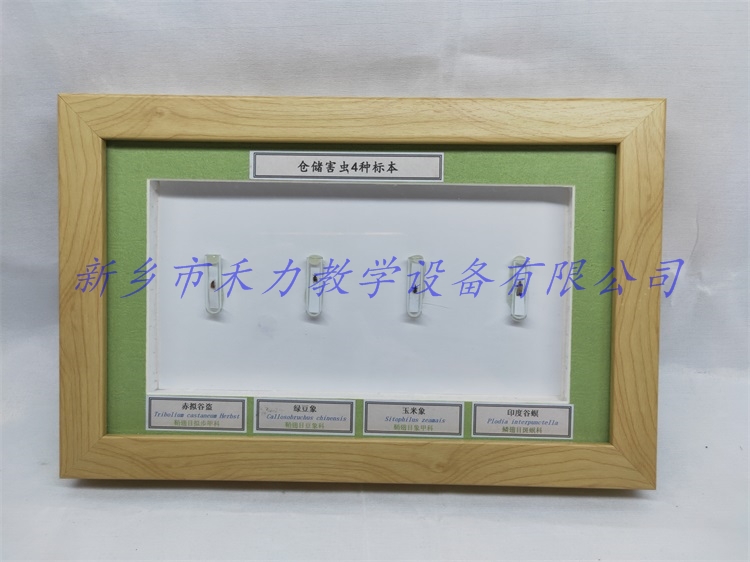 仓储害虫4种标本
新乡市禾力教学设备有限公司
赤拟谷盗
Tribolium castaneum Herbst
鞘翅目拟步甲科
绿豆象
Callosobruchus chinensis
鞘翅目豆象科
玉米象
Sitophilus zeamais
鞘翅目象甲科
印度谷螟
Plodia interpunctella
鳞翅目螟蛾科